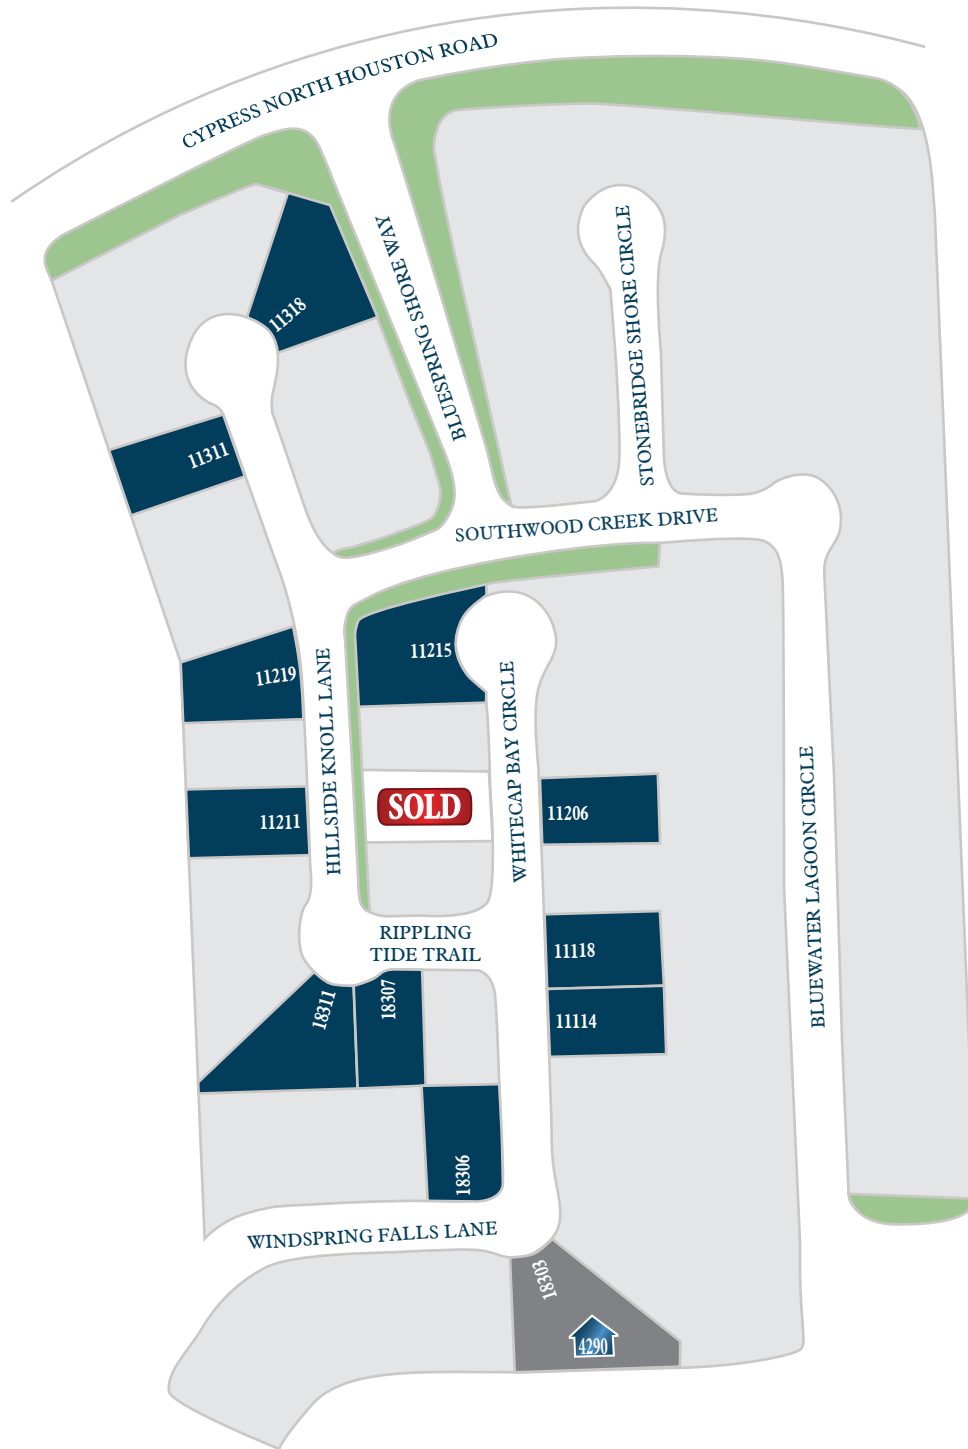 CYPRESS NORTH HOUSTON ROAD
BLUESPRING SHORE WAY
STONEBRIDGE SHORE CIRCLE
11318
11311
SOUTHWOOD CREEK DRIVE
11215
11219
HILLSIDE KNOLL LANE
WHITECAP BAY CIRCLE
BLUEWATER LAGOON CIRCLE
SOLD
11206
11211
RIPPLING
TIDE TRAIL
11118
18311
18307
11114
18306
WINDSPRING FALLS LANE
18303
4290